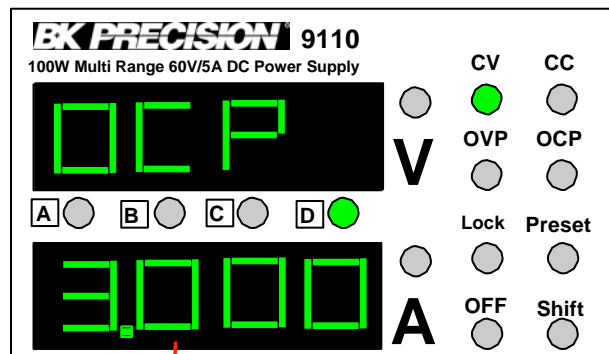 BK PRECISION 9110
100W Multi Range 60V/5A DC Power Supply
CV CC
OCP
V
OVP OCP
A B C D
Lock Preset
3.000
A
OFF Shift